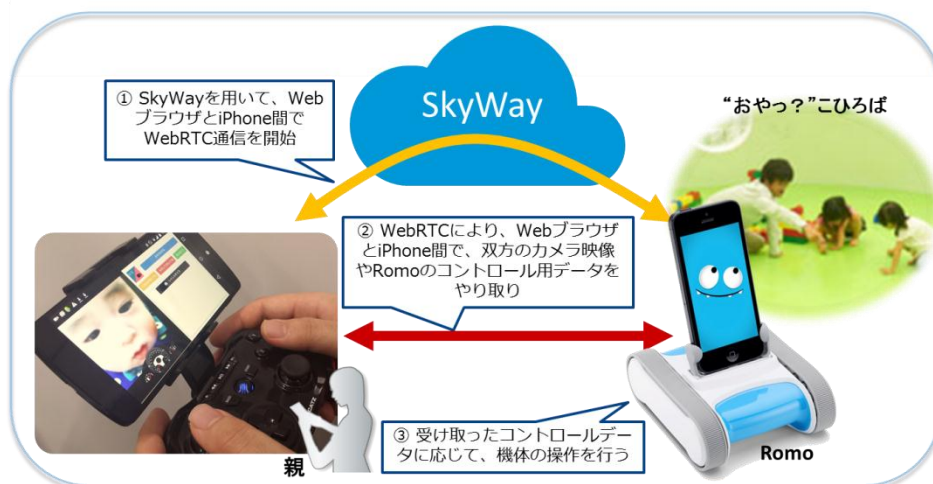 ① SkyWayを用いて、Web
ブラウザとiPhone間で
WebRTC通信を開始
SkyWay
“おやっ？”こひろば
② WebRTCにより、Webブラウザ
とiPhone間で、双方のカメラ映像
やRomoのコントロール用データを
やり取り
③ 受け取ったコントロールデー
タに応じて、機体の操作を行う
親
Romo